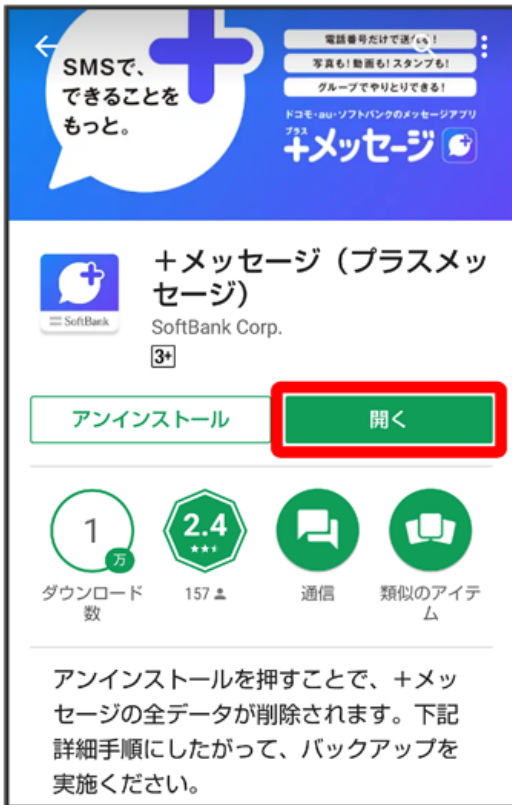 SMSで、
できることを
もっと。
電話番号だけで送
写真も!動画も!スタンプも!
グループでやりとりできる!
ドコモ・au・ソフトバンクのメッセージアプリ
プラス
+メッセージ
+メッセージ（プラスメッ
セージ）
SoftBank
SoftBank Corp.
3+
アンインストール
開く
1
万
2.4
ダウンロード
数
157
通信
類似のアイテ
ム
アンインストールを押すことで、+メッ
セージの全データが削除されます。下記
詳細手順にしたがって、バックアップを
実施ください。